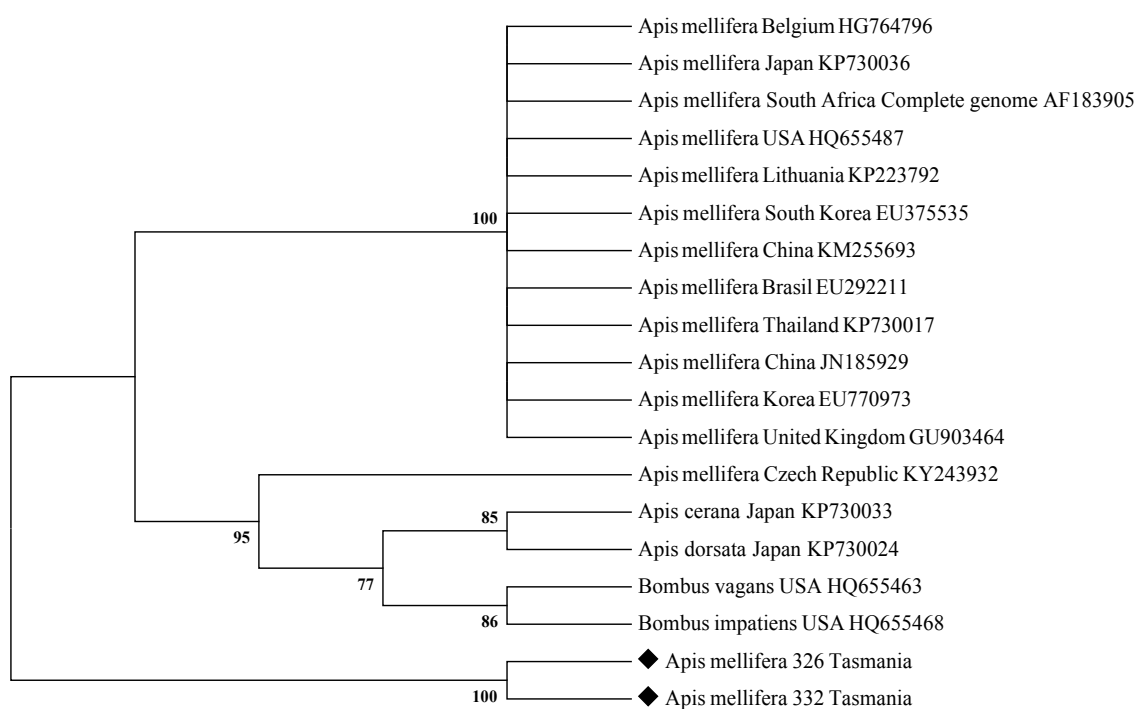 Apis mellifera Belgium HG764796
Apis mellifera Japan KP730036
Apis mellifera South Africa Complete genome AF183905
Apis mellifera USA HQ655487
Apis mellifera Lithuania KP223792
100
Apis mellifera South Korea EU375535
Apis mellifera China KM255693
Apis mellifera Brasil EU292211
Apis mellifera Thailand KP730017
Apis mellifera China JN185929
Apis mellifera Korea EU770973
Apis mellifera United Kingdom GU903464
Apis mellifera Czech Republic KY243932
95
85
Apis cerana Japan KP730033
Apis dorsata Japan KP730024
77
Bombus vagans USA HQ655463
86
Bombus impatiens USA HQ655468
Apis mellifera 326 Tasmania
100
Apis mellifera 332 Tasmania